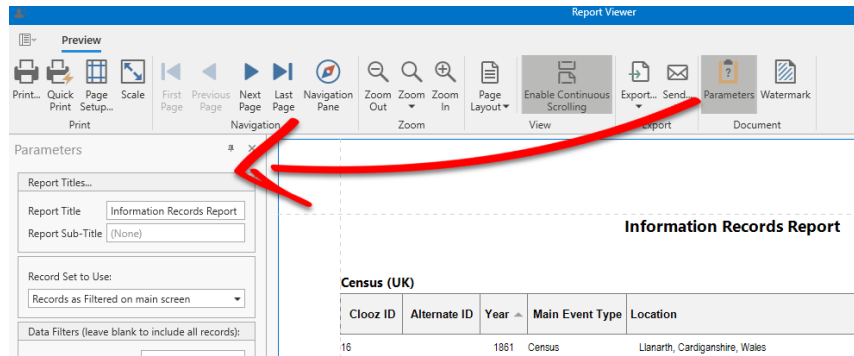 Report Viewer
Preview
Print... Quick Print Page Setup... Scale First Page Previous Page Next Page Last Page Navigation Pane Zoom Out Zoom Zoom In Page Layout Enable Continuous Scrolling Export... Send... Parameters Watermark
Print Navigation Zoom View Export Document
Parameters
Report Titles...
Report Title Information Records Report
Report Sub-Title (None)
Record Set to Use:
Records as Filtered on main screen
Data Filters (leave blank to include all records):
Information Records Report
Census (UK)
Clooz ID Alternate ID Year Main Event Type Location
16 1861 Census Llanarth, Cardiganshire, Wales